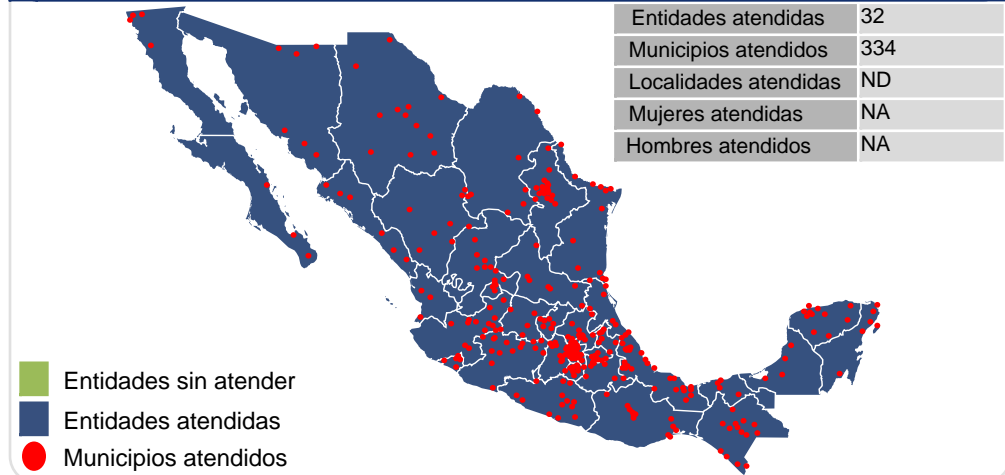 Entidades atendidas 32
Municipios atendidos 334
Localidades atendidas ND
Mujeres atendidas NA
Hombres atendidos NA
Entidades sin atender
Entidades atendidas
Municipios atendidos